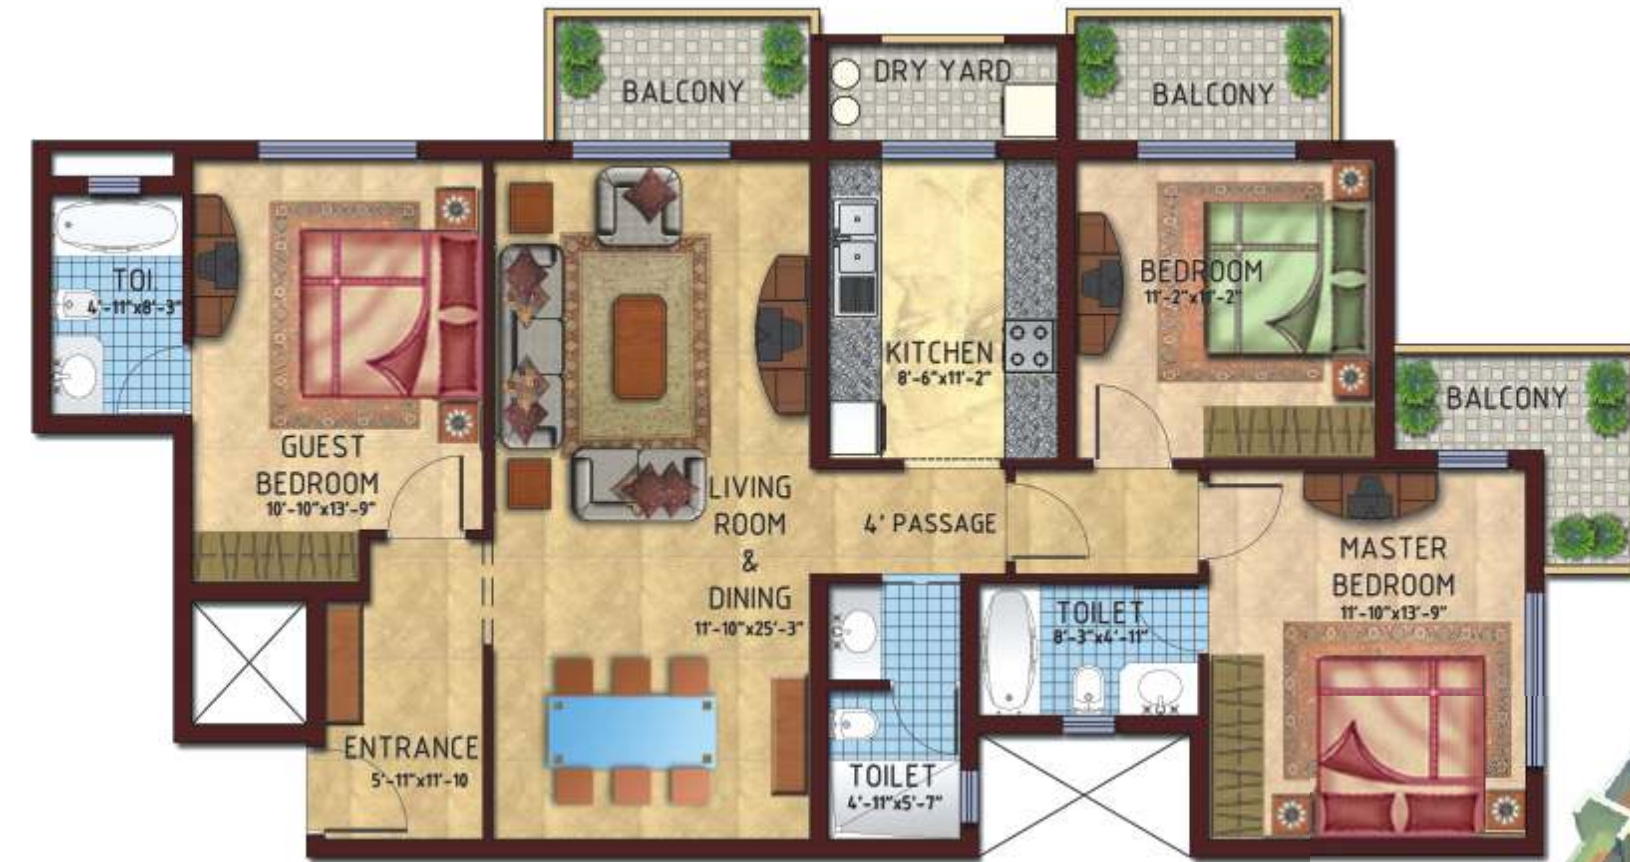 BALCONY
DRY YARD
BALCONY
TOI.
4'-11"x8'-3"
BEDROOM
11'-2"x11'-2"
KITCHEN
8'-6"x11'-2"
BALCONY
GUEST
BEDROOM
10'-10"x13'-9"
LIVING
ROOM
&
DINING
11'-10"x25'-3"
4' PASSAGE
MASTER
BEDROOM
11'-10"x13'-9"
TOILET
8'-3"x4'-11"
ENTRANCE
5'-11"x11'-10
TOILET
4'-11"x5'-7"